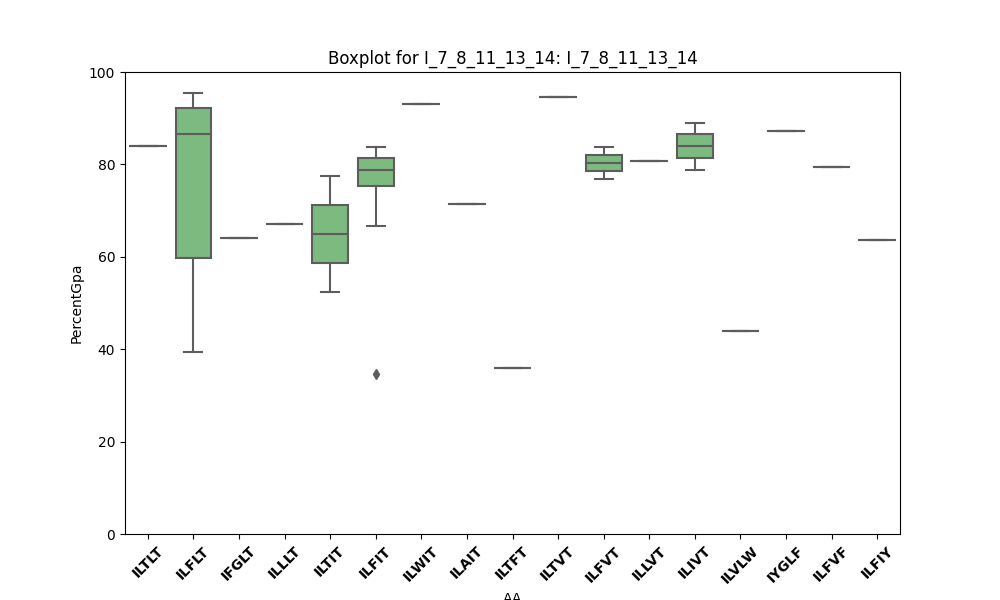 Boxplot for I_7_8_11_13_14: I_7_8_11_13_14
PercentGpa
100
80
60
40
20
0
ILTLT
ILFLT
IFGLT
ILLLT
ILTIT
ILFIT
ILWIT
ILAIT
ILTFT
ILTVT
ILFVT
ILLVT
ILIVT
ILVLW
IYGLF
ILFVF
ILFIY
AA